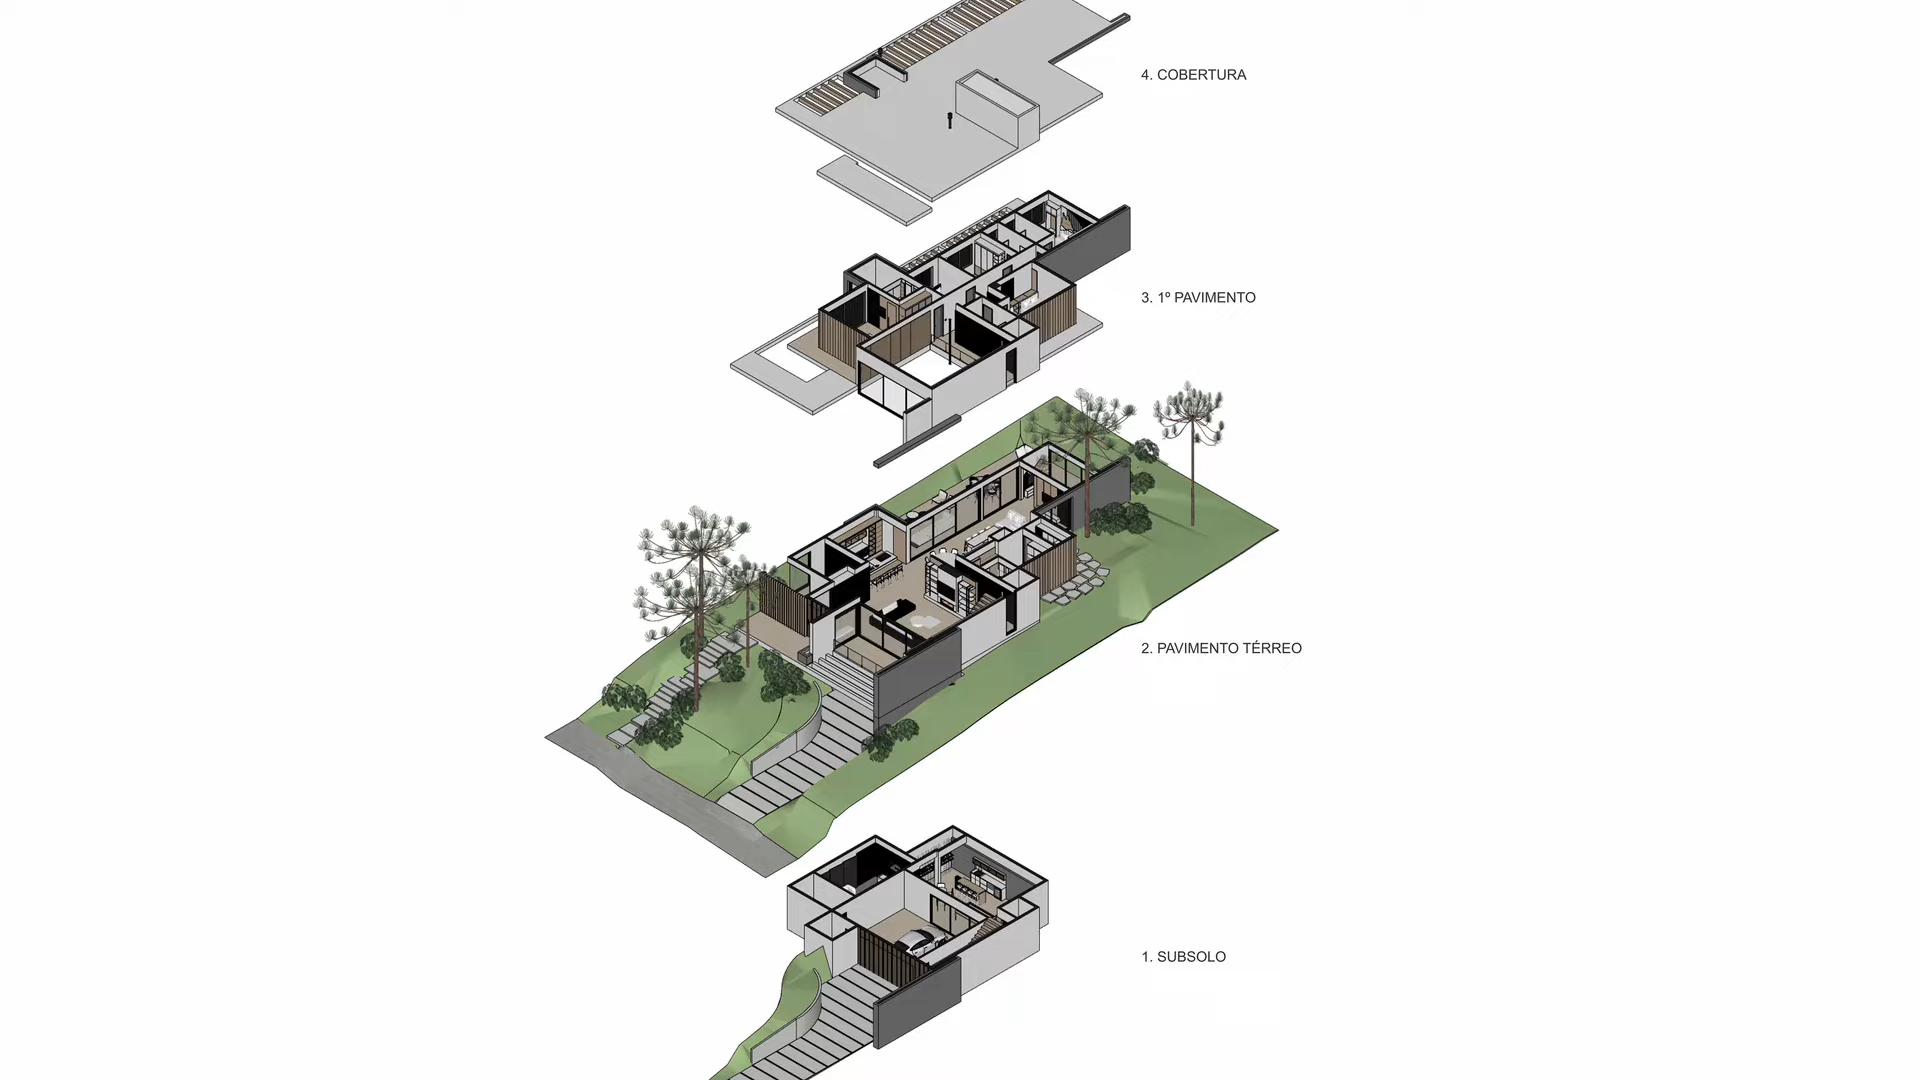 4. COBERTURA
3. 1º PAVIMENTO
2. PAVIMENTO TÉRREO
1. SUBSOLO